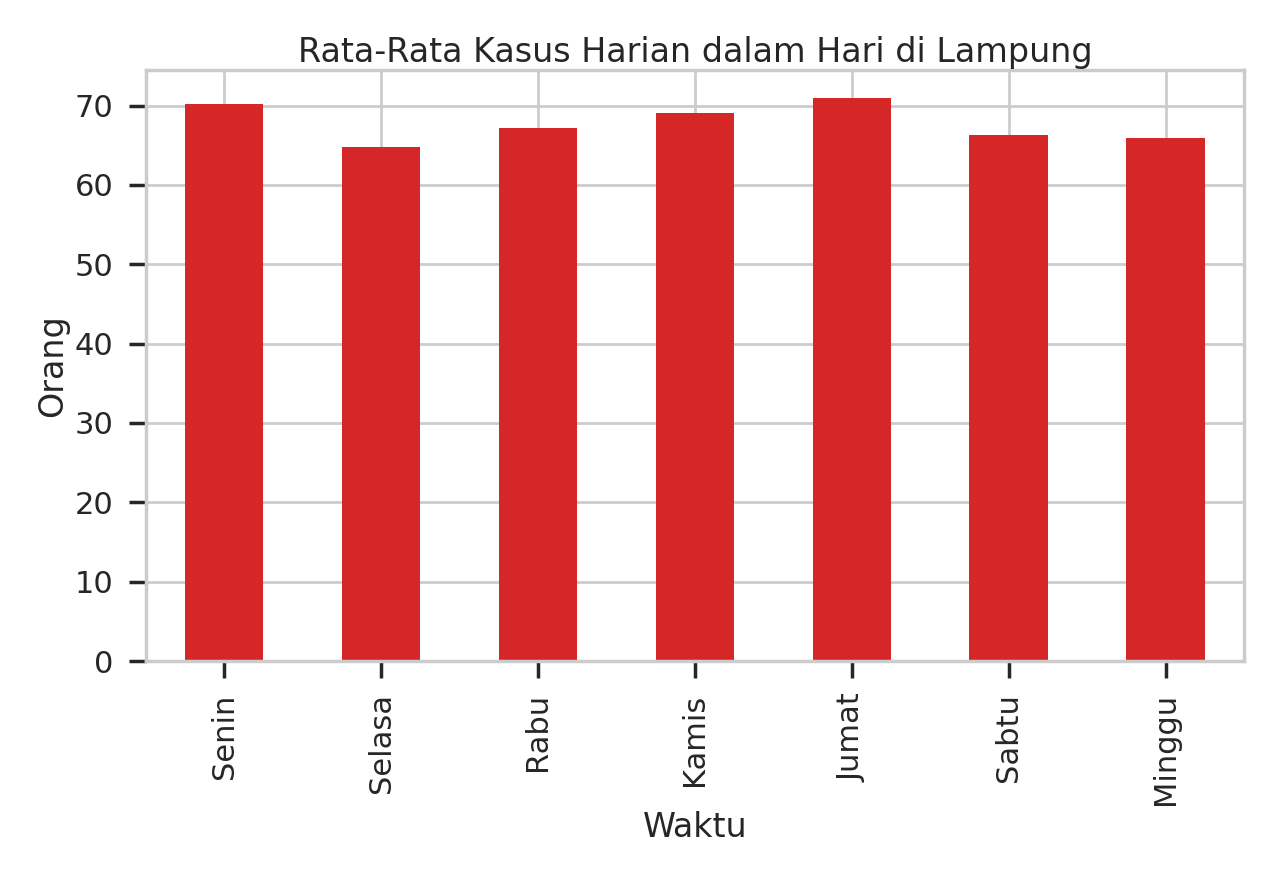 Rata-Rata Kasus Harian dalam Hari di Lampung
70
60
50
40
30
20
10
0
Orang
Senin
Selasa
Rabu
Kamis
Jumat
Sabtu
Minggu
Waktu